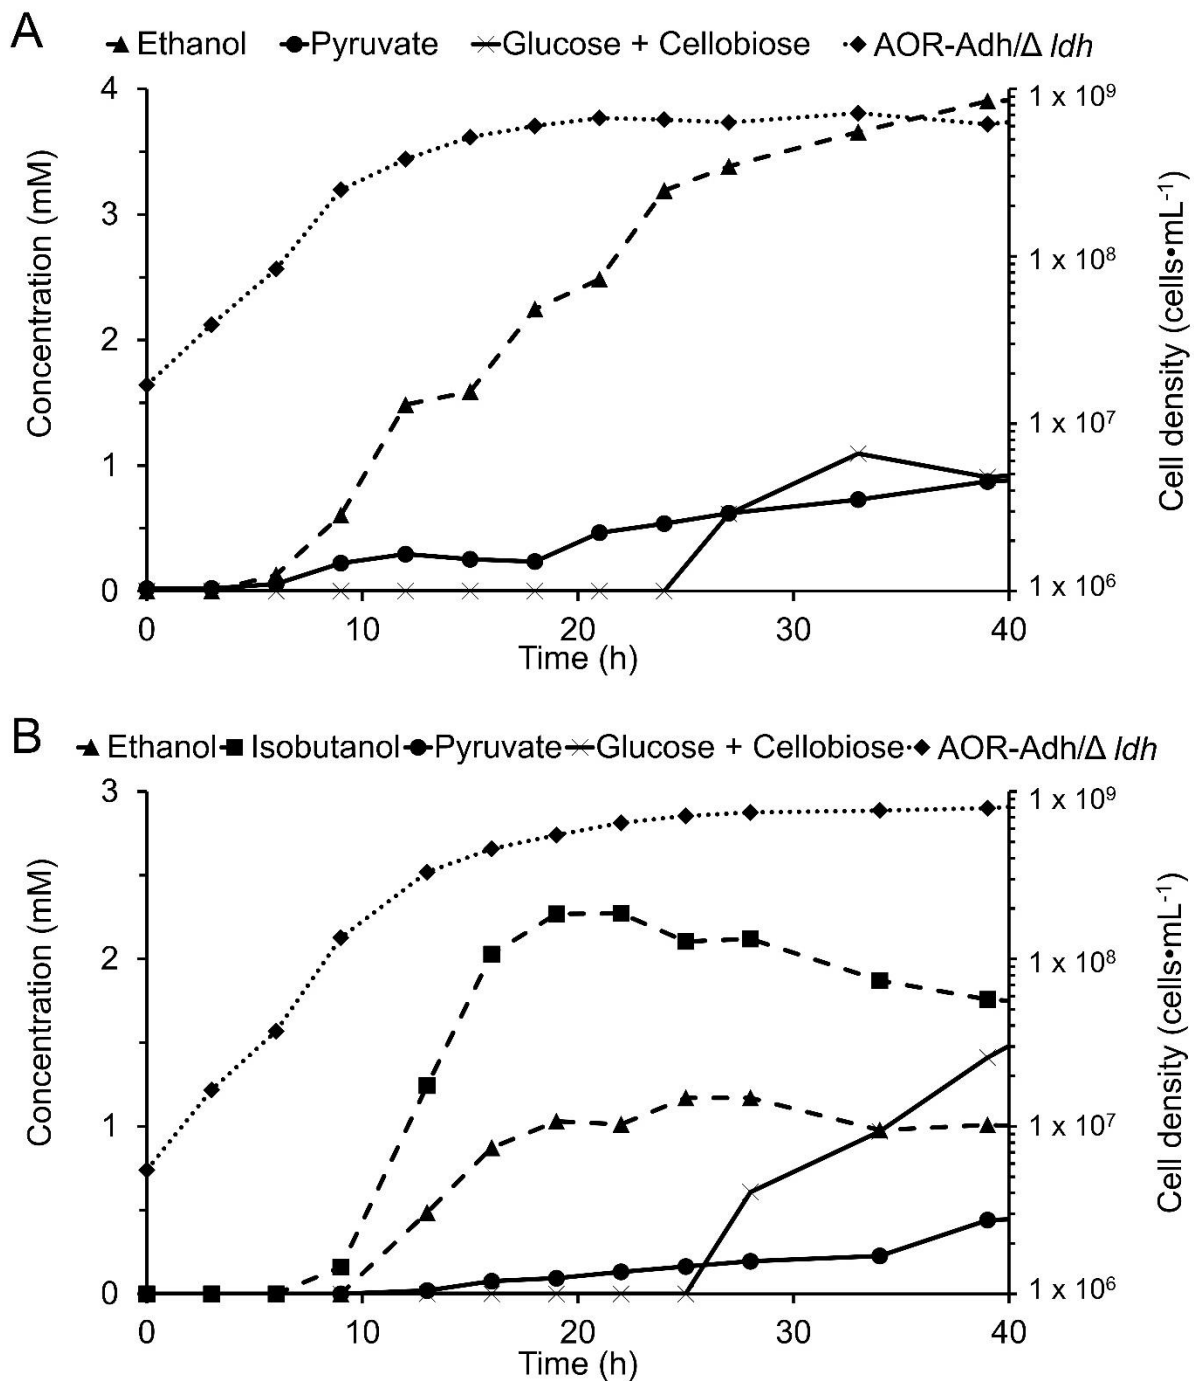 A
Ethanol Pyruvate Glucose + Cellobiose AOR-Adh/Δ ldh
4
3
2
1
0
Concentration (mM)
1 x 10⁹
1 x 10⁸
1 x 10⁷
1 x 10⁶
Cell density (cells•mL⁻¹)
0 10 20 30 40
Time (h)
B
Ethanol Isobutanol Pyruvate Glucose + Cellobiose AOR-Adh/Δ ldh
3
2
1
0
Concentration (mM)
1 x 10⁹
1 x 10⁸
1 x 10⁷
1 x 10⁶
Cell density (cells•mL⁻¹)
0 10 20 30 40
Time (h)